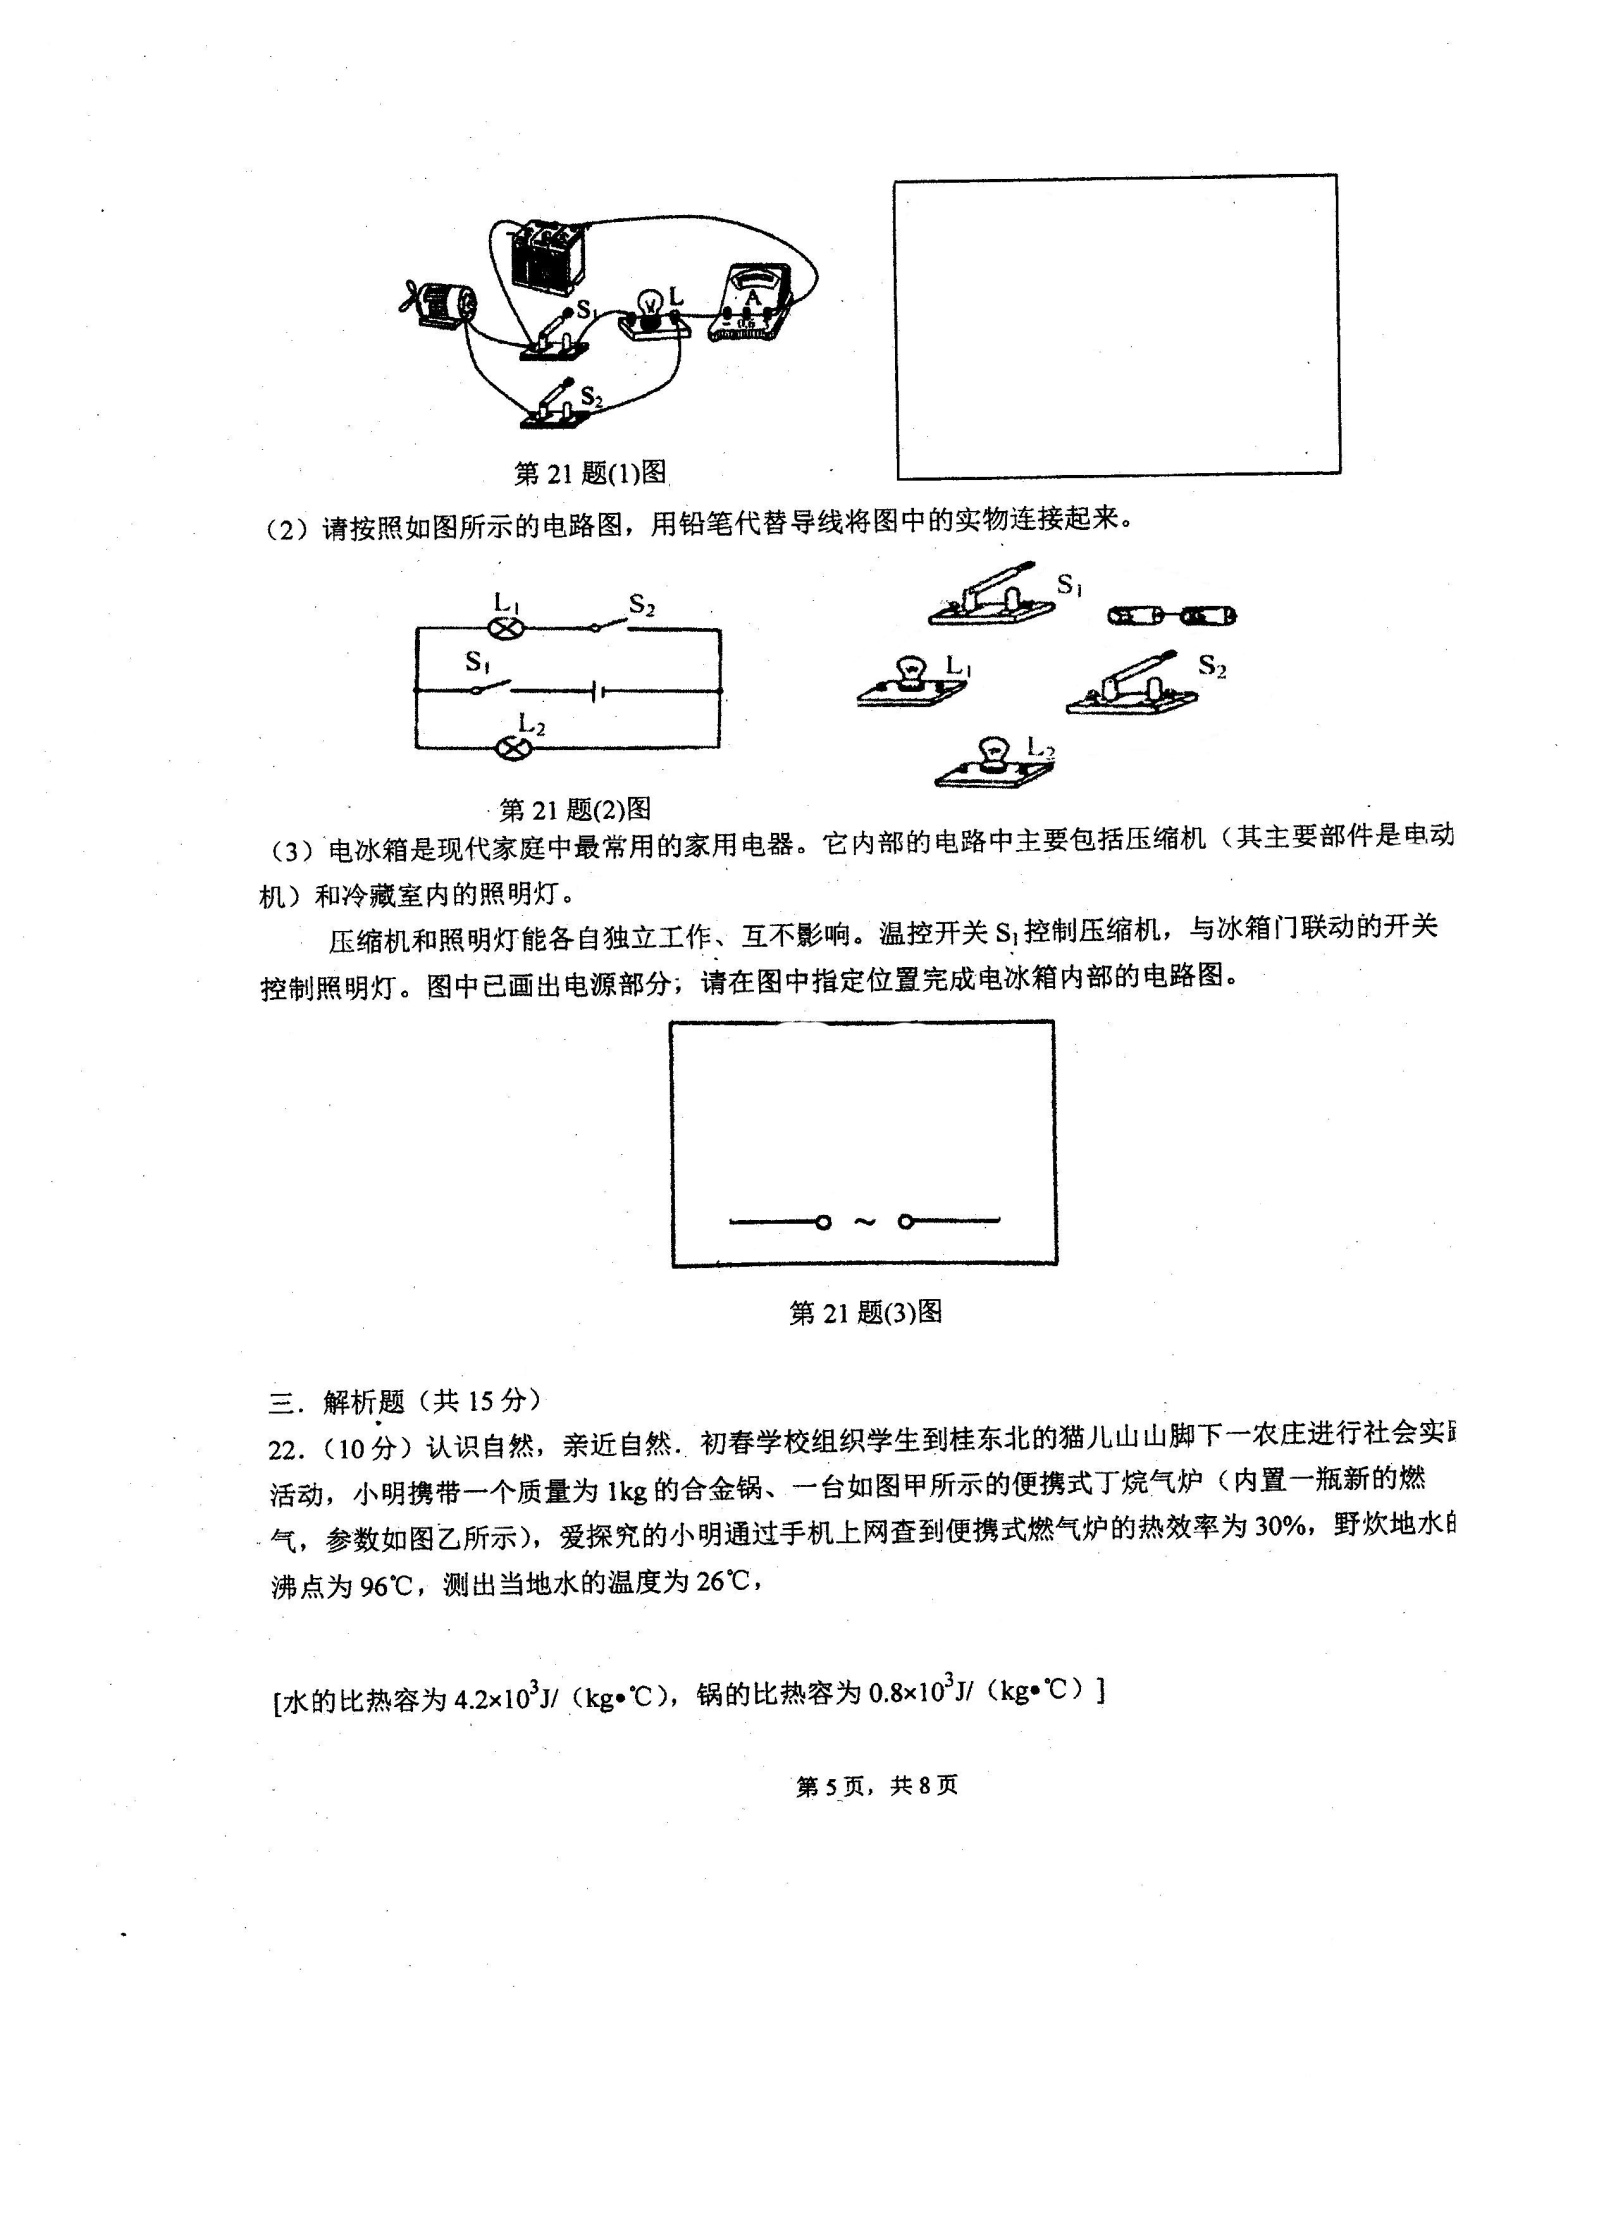 S₁
L
A
- 0.6
S₂
第 21 题(1)图
（2）请按照如图所示的电路图，用铅笔代替导线将图中的实物连接起来。
L₁
S₂
S₁
L₂
S₁
L₁
S₂
L₂
第 21 题(2)图
（3）电冰箱是现代家庭中最常用的家用电器。它内部的电路中主要包括压缩机（其主要部件是电动
机）和冷藏室内的照明灯。
压缩机和照明灯能各自独立工作、互不影响。温控开关 S₁控制压缩机，与冰箱门联动的开关
控制照明灯。图中已画出电源部分；请在图中指定位置完成电冰箱内部的电路图。
~
第 21 题(3)图
三．解析题（共 15 分）
22.（10 分）认识自然，亲近自然．初春学校组织学生到桂东北的猫儿山山脚下一农庄进行社会实
活动，小明携带一个质量为 1kg 的合金锅、一台如图甲所示的便携式丁烷气炉（内置一瓶新的燃
气，参数如图乙所示），爱探究的小明通过手机上网查到便携式燃气炉的热效率为 30%，野炊地水
沸点为 96℃，测出当地水的温度为 26℃，
[水的比热容为 4.2×10³J/（kg•℃），锅的比热容为 0.8×10³J/（kg•℃）]
第 5 页，共 8 页